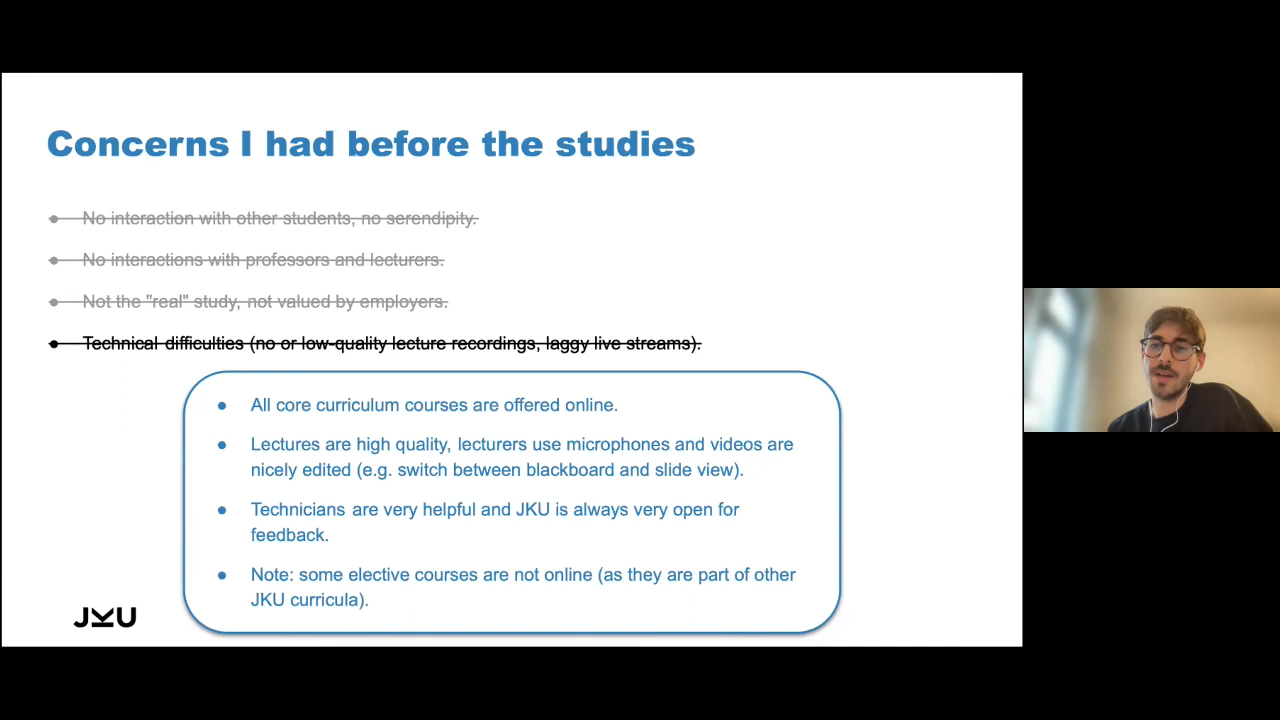 Concerns I had before the studies
● No interaction with other students, no serendipity.
● No interactions with professors and lecturers.
● Not the "real" study, not valued by employers.
● Technical difficulties (no or low-quality lecture recordings, laggy live streams).
● All core curriculum courses are offered online.
● Lectures are high quality, lecturers use microphones and videos are
nicely edited (e.g. switch between blackboard and slide view).
● Technicians are very helpful and JKU is always very open for
feedback.
● Note: some elective courses are not online (as they are part of other
JKU curricula).
JKU